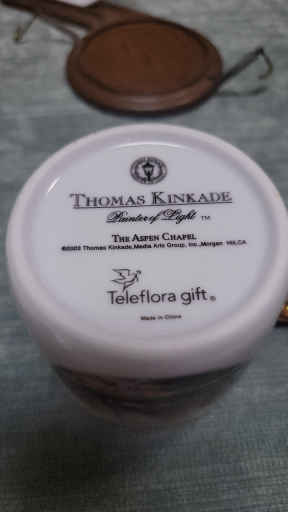 THOMAS KINKADE
Painter of Light ™
THE ASPEN CHAPEL
©2002 Thomas Kinkade, Media Arts Group, Inc., Morgan Hill, CA
Teleflora gift®
Made in China